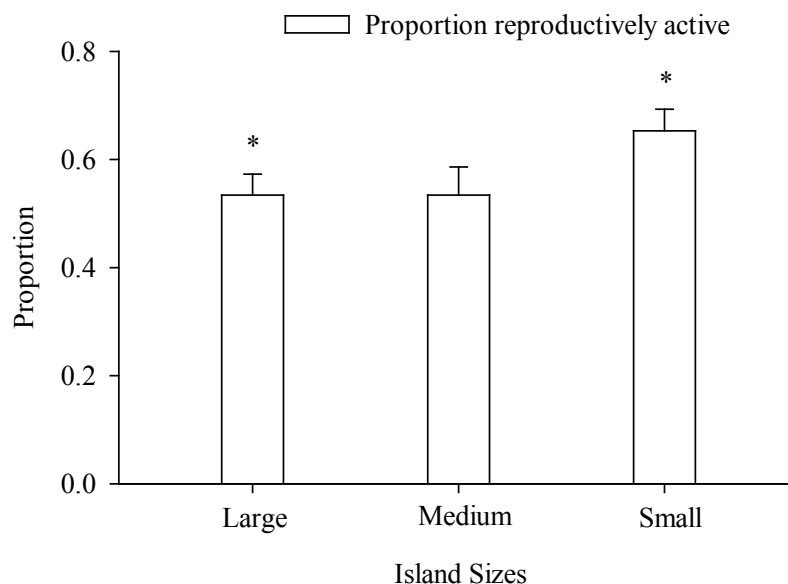 Proportion reproductively active
0.8
*
*
0.6
0.4
0.2
0.0
Proportion
Large
Medium
Small
Island Sizes